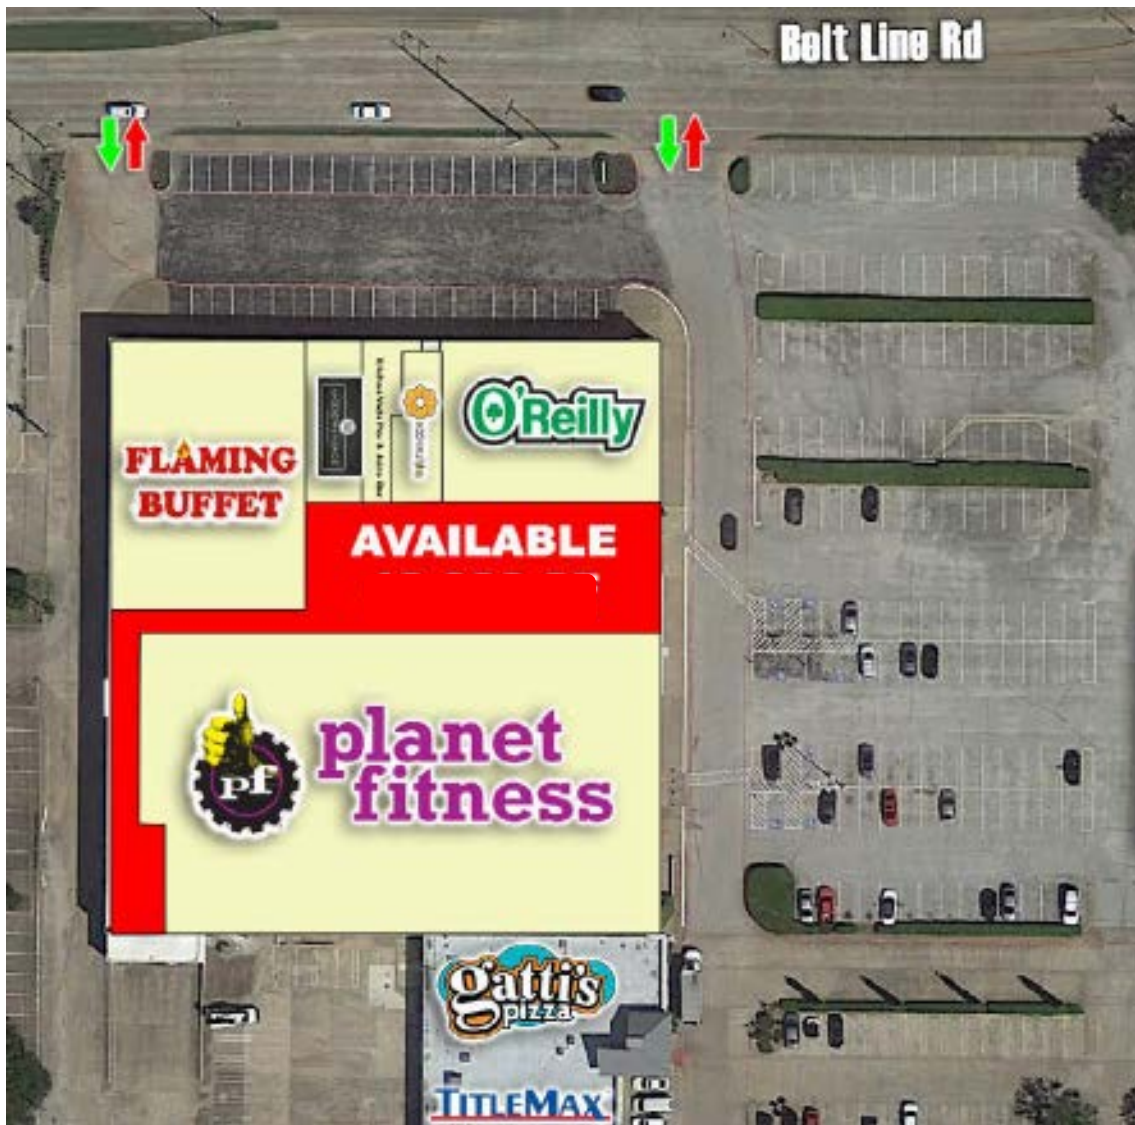 Belt Line Rd
O'Reilly
FLAMING
BUFFET
AVAILABLE
planet
fitness
pf
gatti's
pizza
TITLEMAX